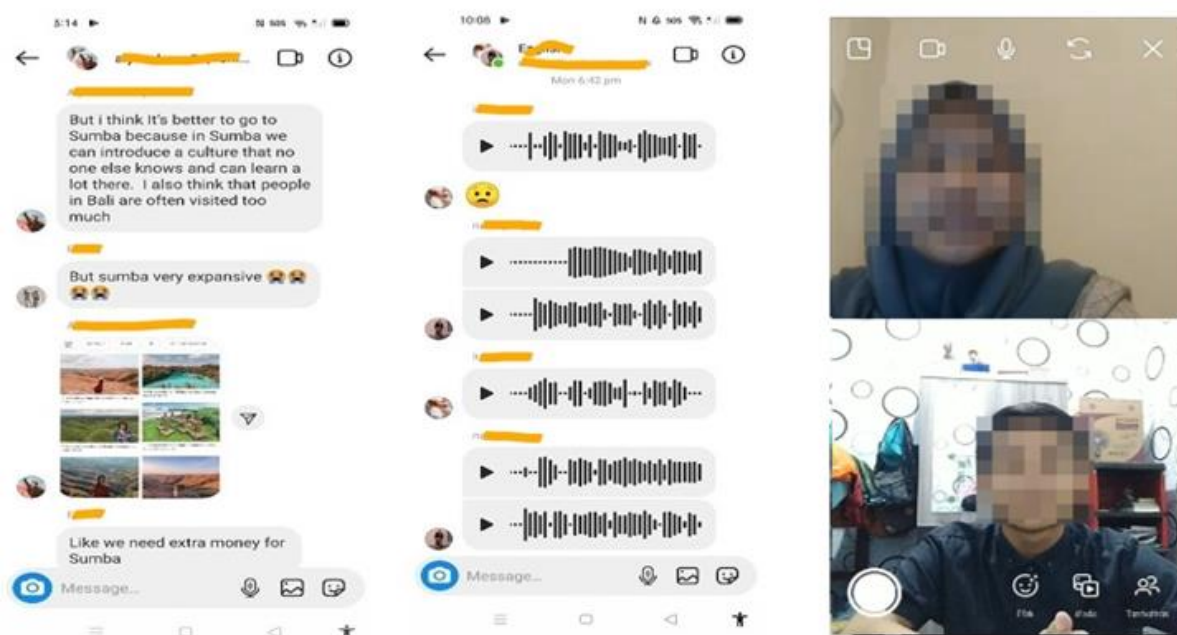 5:14
But i think It's better to go to
Sumba because in Sumba we
can introduce a culture that no
one else knows and can learn a
lot there. I also think that people
in Bali are often visited too
much
But sumba very expansive 😭😭
😭😭
Like we need extra money for
Sumba
Message...
10:06
Mon 6:42 pm
😟
Message...
Efek